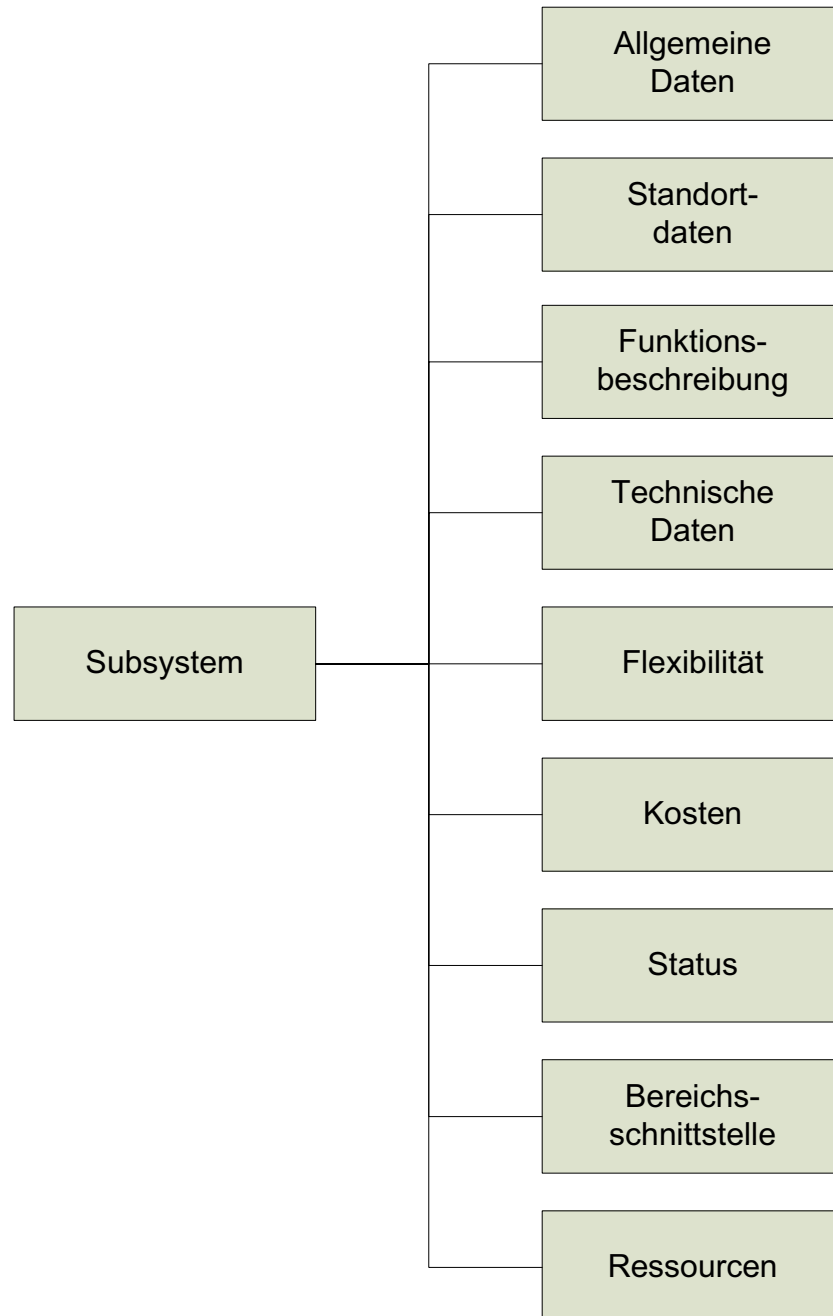 Allgemeine
Daten
Standort-
daten
Funktions-
beschreibung
Technische
Daten
Subsystem
Flexibilität
Kosten
Status
Bereichs-
schnittstelle
Ressourcen